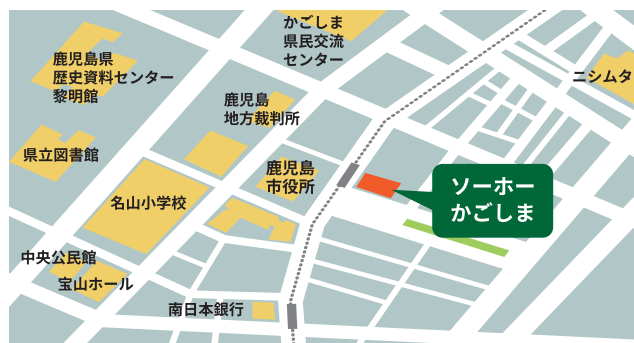 かごしま
県民交流
センター
鹿児島県
歴史資料センター
黎明館
ニシムタ
鹿児島
地方裁判所
県立図書館
鹿児島
市役所
ソーホー
かごしま
名山小学校
中央公民館
宝山ホール
南日本銀行